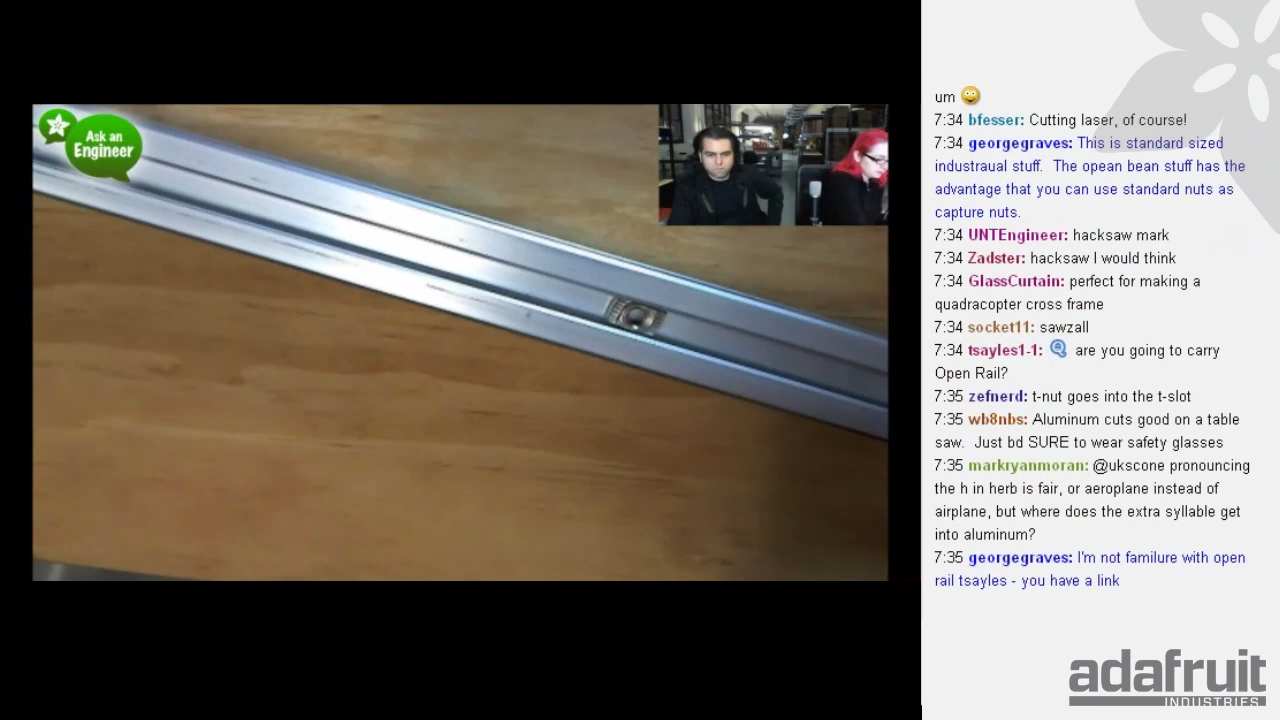 Ask an
Engineer
um
7:34 bfesser: Cutting laser, of course!
7:34 georgegraves: This is standard sized
industraual stuff. The opean bean stuff has the
advantage that you can use standard nuts as
capture nuts.
7:34 UNTEngineer: hacksaw mark
7:34 Zadster: hacksaw I would think
7:34 GlassCurtain: perfect for making a
quadracopter cross frame
7:34 socket11: sawzall
7:34 tsayles1-1: are you going to carry
Open Rail?
7:35 zefnerd: t-nut goes into the t-slot
7:35 wb8nbs: Aluminum cuts good on a table
saw. Just bd SURE to wear safety glasses
7:35 markryanmoran: @ukscone pronouncing
the h in herb is fair, or aeroplane instead of
airplane, but where does the extra syllable get
into aluminum?
7:35 georgegraves: I'm not familure with open
rail tsayles - you have a link
adafruit
INDUSTRIES